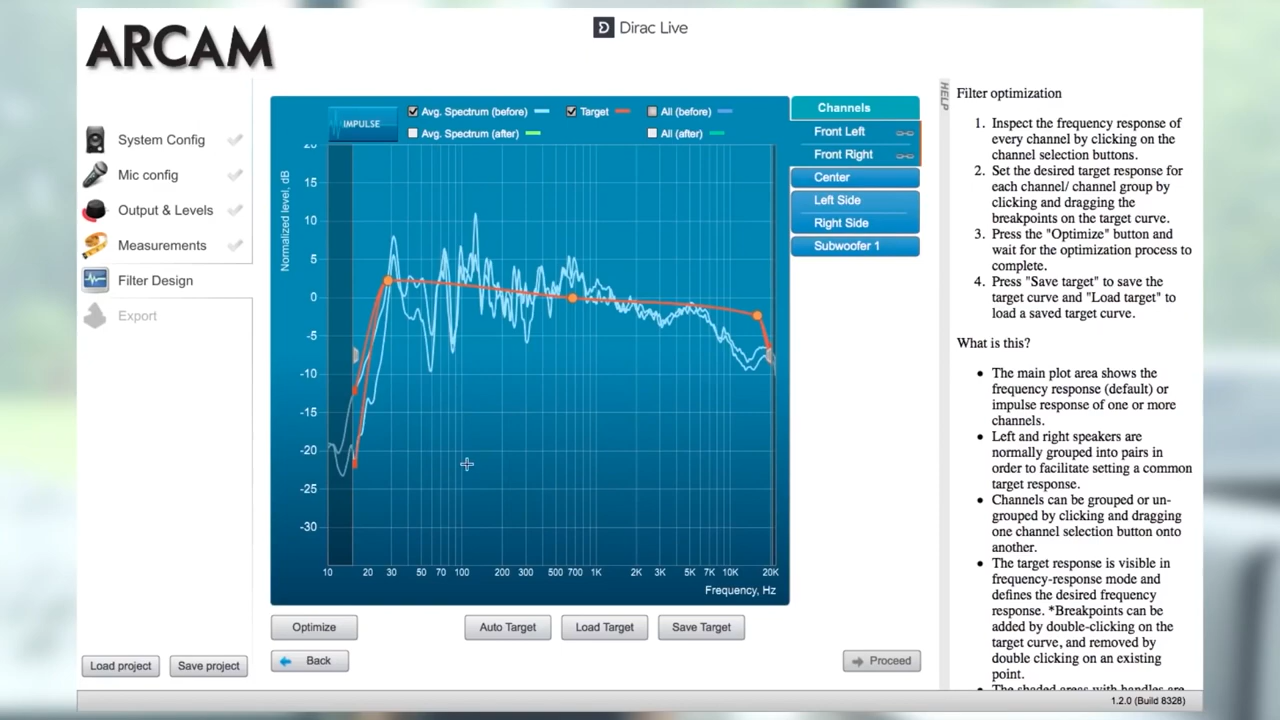 ARCAM
Dirac Live
System Config
Mic config
Output & Levels
Measurements
Filter Design
Export
Load project
Save project
IMPULSE
Avg. Spectrum (before)
Target
All (before)
Avg. Spectrum (after)
All (after)
Normalized level, dB
20
15
10
5
0
-5
-10
-15
-20
-25
-30
10 20 30 50 70 100 200 300 500 700 1K 2K 3K 5K 7K 10K 20K
Frequency, Hz
Channels
Front Left
Front Right
Center
Left Side
Right Side
Subwoofer 1
Optimize
Auto Target
Load Target
Save Target
Back
Proceed
HELP
Filter optimization
1. Inspect the frequency response of
every channel by clicking on the
channel selection buttons.
2. Set the desired target response for
each channel/ channel group by
clicking and dragging the
breakpoints on the target curve.
3. Press the "Optimize" button and
wait for the optimization process to
complete.
4. Press "Save target" to save the
target curve and "Load target" to
load a saved target curve.
What is this?
• The main plot area shows the
frequency response (default) or
impulse response of one or more
channels.
• Left and right speakers are
normally grouped into pairs in
order to facilitate setting a common
target response.
• Channels can be grouped or un-
grouped by clicking and dragging
one channel selection button onto
another.
• The target response is visible in
frequency-response mode and
defines the desired frequency
response. *Breakpoints can be
added by double-clicking on the
target curve, and removed by
double clicking on an existing
point.
• The shaded areas with handles are
1.2.0 (Build 8328)